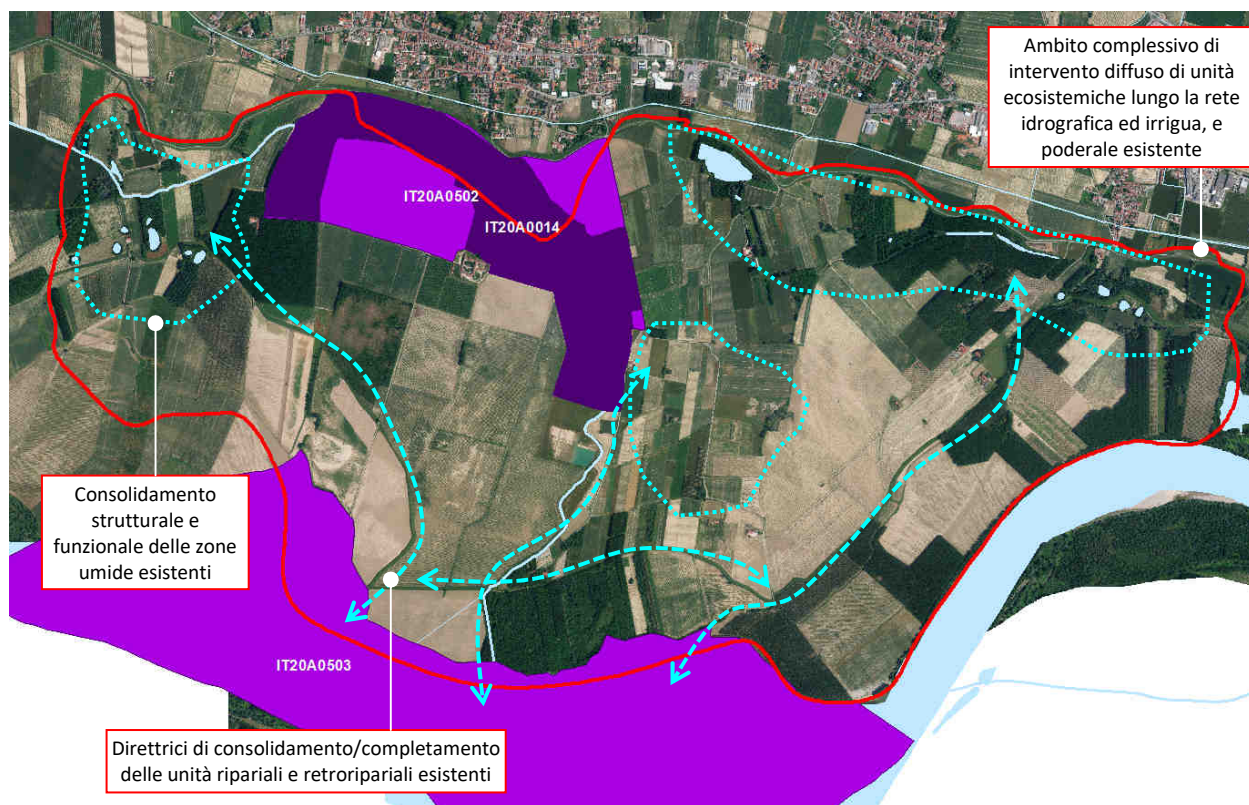 Ambito complessivo di
intervento diffuso di unità
ecosistemiche lungo la rete
idrografica ed irrigua, e
poderale esistente
IT20A0502
IT20A0014
Consolidamento
strutturale e
funzionale delle zone
umide esistenti
IT20A0503
Direttrici di consolidamento/completamento
delle unità ripariali e retroripariali esistenti